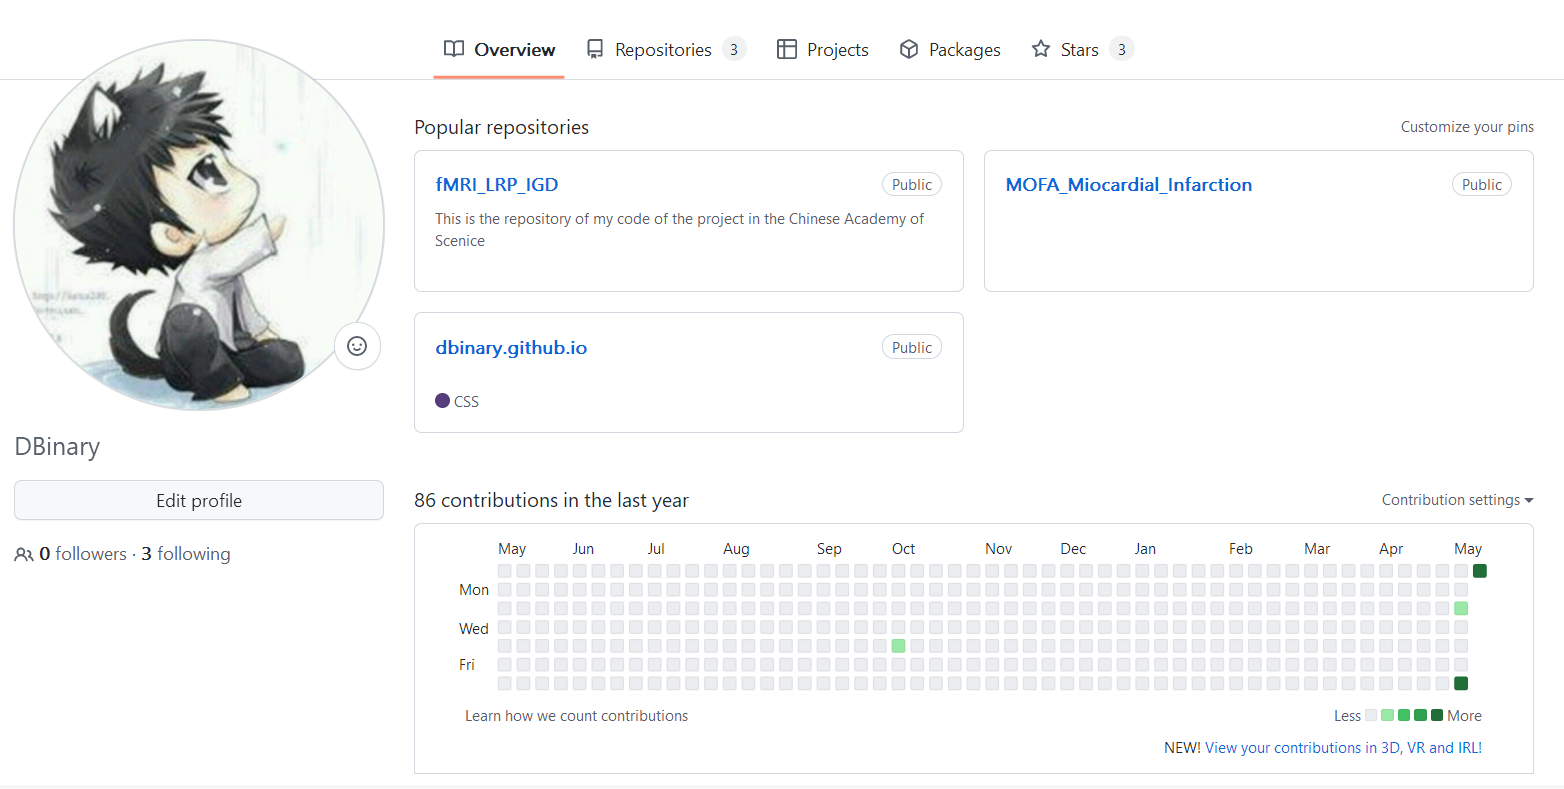 Overview Repositories 3 Projects Packages Stars 3
Popular repositories Customize your pins
fMRI_LRP_IGD Public
This is the repository of my code of the project in the Chinese Academy of
Scenice
MOFA_Miocardial_Infarction Public
dbinary.github.io Public
CSS
DBinary
Edit profile
0 followers · 3 following
86 contributions in the last year Contribution settings
May Jun Jul Aug Sep Oct Nov Dec Jan Feb Mar Apr May
Mon
Wed
Fri
Learn how we count contributions Less More
NEW! View your contributions in 3D, VR and IRL!